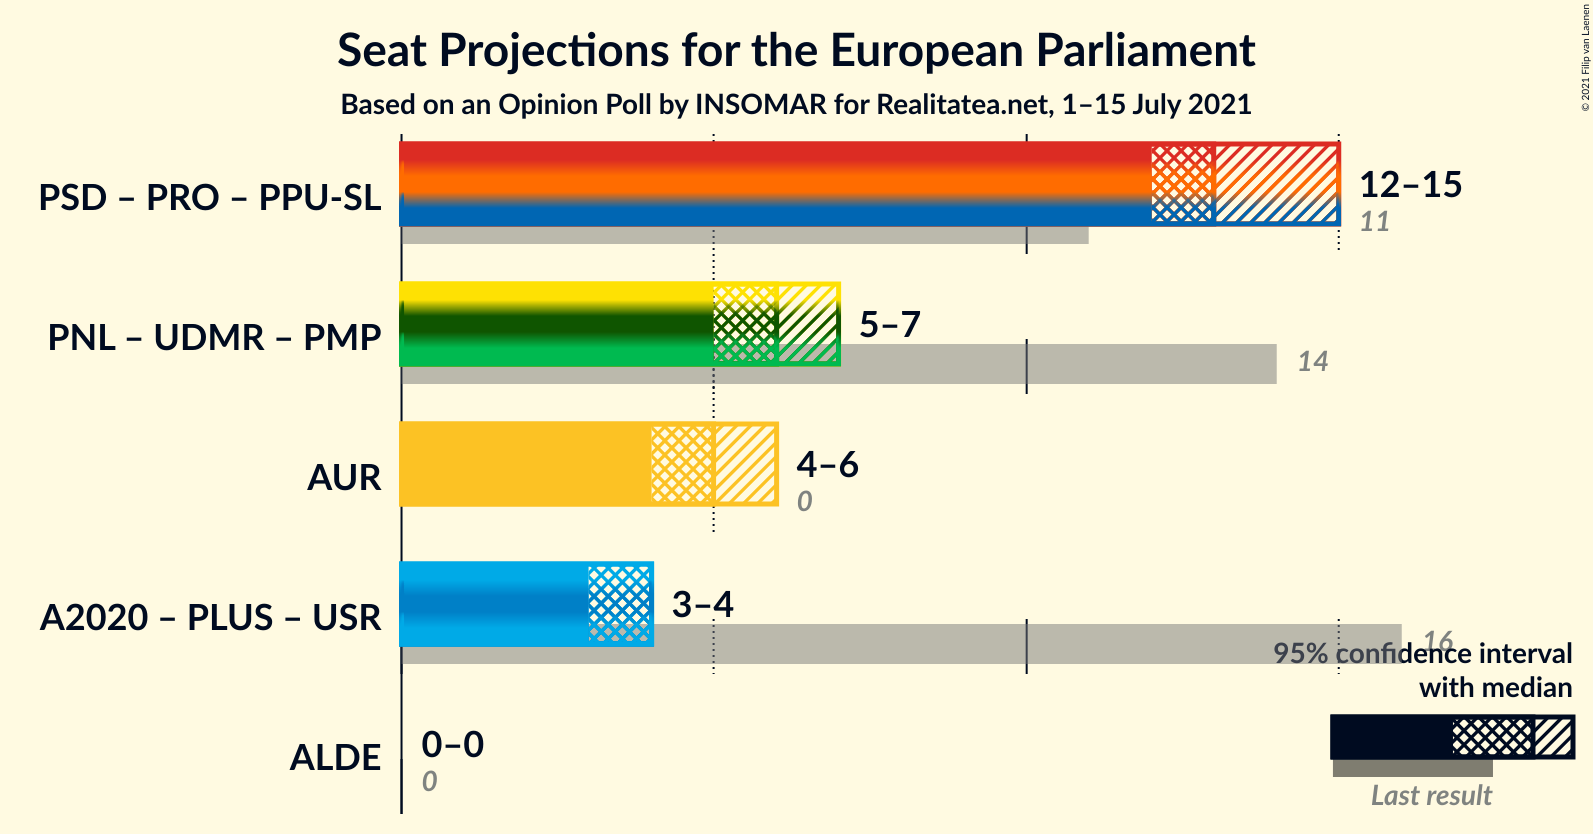 Seat Projections for the European Parliament
Based on an Opinion Poll by INSOMAR for Realitatea.net, 1–15 July 2021
© 2021 Filip van Laenen
PSD – PRO – PPU-SL
12–15
11
PNL – UDMR – PMP
5–7
14
AUR
4–6
0
A2020 – PLUS – USR
3–4
16
ALDE
0–0
0
95% confidence interval
with median
Last result